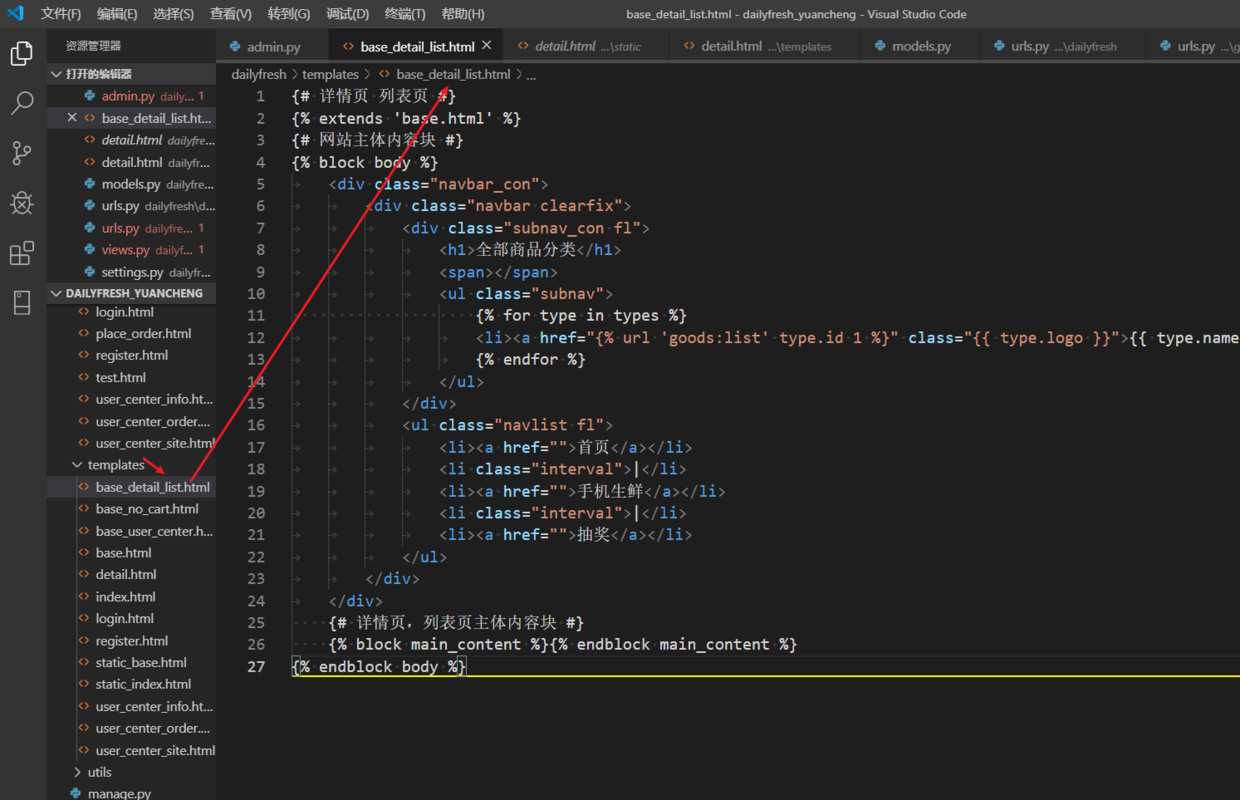 文件(F) 编辑(E) 选择(S) 查看(V) 转到(G) 调试(D) 终端(T) 帮助(H) base_detail_list.html - dailyfresh_yuancheng - Visual Studio Code
资源管理器
打开的编辑器
admin.py daily... 1
base_detail_list.ht...
detail.html dailyfre...
detail.html dailyfr...
models.py dailyfre...
urls.py dailyfresh\d...
urls.py dailyfre... 1
views.py dailyf... 1
settings.py dailyfr...
DAILYFRESH_YUANCHENG
login.html
place_order.html
register.html
test.html
user_center_info.ht...
user_center_order....
user_center_site.html
templates
base_detail_list.html
base_no_cart.html
base_user_center.h...
base.html
detail.html
index.html
login.html
register.html
static_base.html
static_index.html
user_center_info.ht...
user_center_order....
user_center_site.html
utils
manage.py
admin.py base_detail_list.html detail.html ...\static detail.html ...\templates models.py urls.py ...\dailyfresh urls.py ...\g
dailyfresh > templates > base_detail_list.html > ...
1 {# 详情页 列表页 #}
2 {% extends 'base.html' %}
3 {# 网站主体内容块 #}
4 {% block body %}
5 <div class="navbar_con">
6 <div class="navbar clearfix">
7 <div class="subnav_con fl">
8 <h1>全部商品分类</h1>
9 <span></span>
10 <ul class="subnav">
11 {% for type in types %}
12 <li><a href="{% url 'goods:list' type.id 1 %}" class="{{ type.logo }}">{{ type.name
13 {% endfor %}
14 </ul>
15 </div>
16 <ul class="navlist fl">
17 <li><a href="">首页</a></li>
18 <li class="interval">|</li>
19 <li><a href="">手机生鲜</a></li>
20 <li class="interval">|</li>
21 <li><a href="">抽奖</a></li>
22 </ul>
23 </div>
24 </div>
25 {# 详情页，列表页主体内容块 #}
26 {% block main_content %}{% endblock main_content %}
27 {% endblock body %}